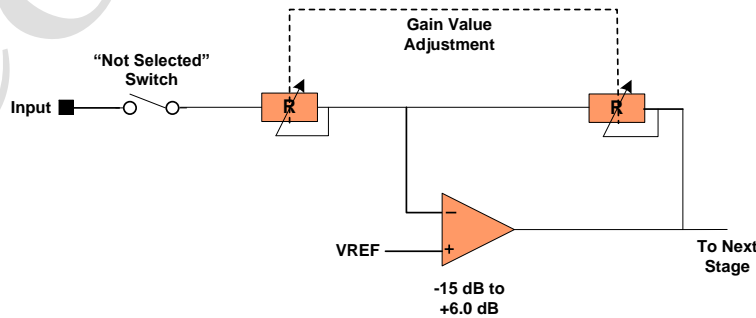 Gain Value
Adjustment
“Not Selected”
Switch
Input
R
R
−
VREF
+
To Next
Stage
-15 dB to
+6.0 dB